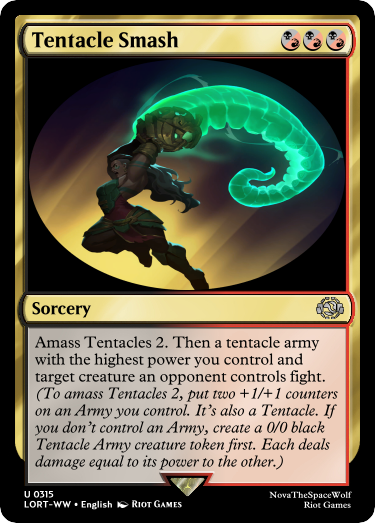 Tentacle Smash
Sorcery
Amass Tentacles 2. Then a tentacle army
with the highest power you control and
target creature an opponent controls fight.
(To amass Tentacles 2, put two +1/+1 counters
on an Army you control. It's also a Tentacle. If
you don't control an Army, create a 0/0 black
Tentacle Army creature token first. Each deals
damage equal to its power to the other.)
U 0315
LORT-WW • English Riot Games
NovaTheSpaceWolf
Riot Games